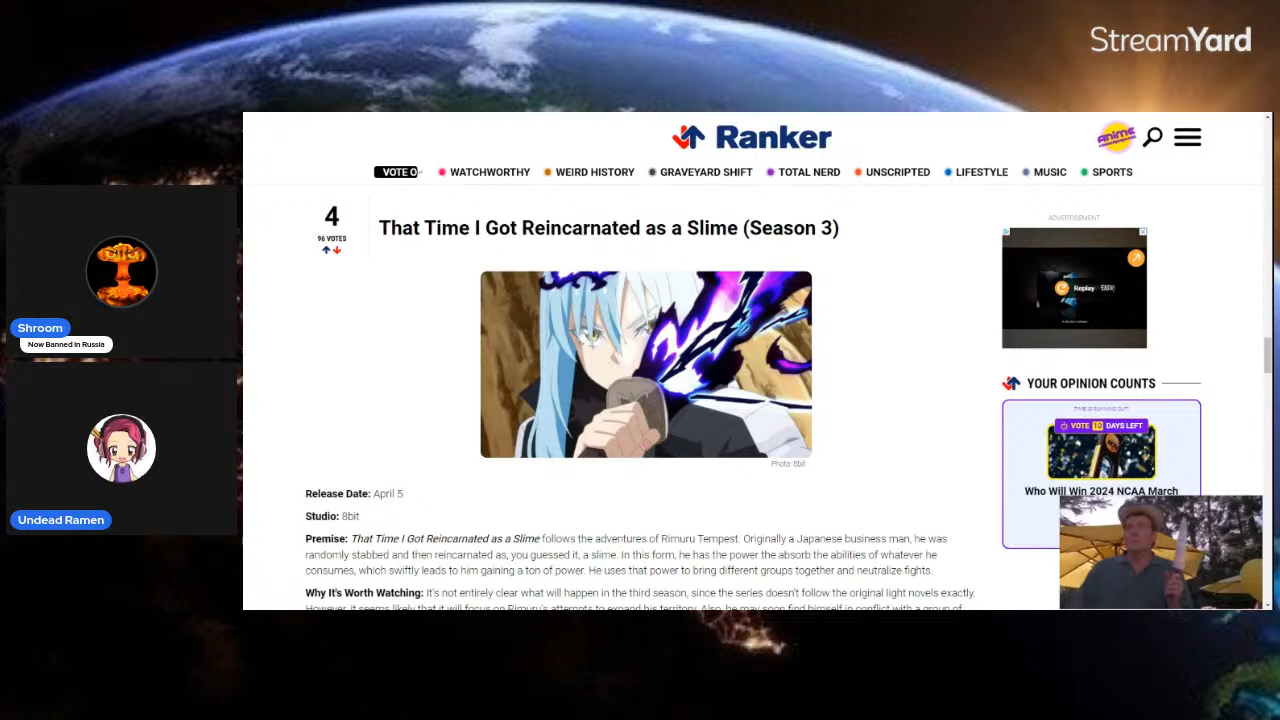 StreamYard
Ranker
anime
VOTE O
WATCHWORTHY
WEIRD HISTORY
GRAVEYARD SHIFT
TOTAL NERD
UNSCRIPTED
LIFESTYLE
MUSIC
SPORTS
4
96 VOTES
That Time I Got Reincarnated as a Slime (Season 3)
ADVERTISEMENT
Replay
Shroom
Now Banned In Russia
Undead Ramen
Photo: 8bit
YOUR OPINION COUNTS
TIME IS RUNNING OUT!
VOTE 10 DAYS LEFT
Who Will Win 2024 NCAA March
Release Date: April 5
Studio: 8bit
Premise: That Time I Got Reincarnated as a Slime follows the adventures of Rimuru Tempest. Originally a Japanese business man, he was
randomly stabbed and then reincarnated as, you guessed it, a slime. In this form, he has the power the absorb the abilities of whatever he
consumes, which swiftly leads to him gaining a ton of power. He uses that power to bring different groups together and neutralize fights.
Why It's Worth Watching: It's not entirely clear what will happen in the third season, since the series doesn't follow the original light novels exactly.
However, it seems likely that it will focus on Rimuru's attempts to expand his territory. Also, he may soon find himself in conflict with a group of